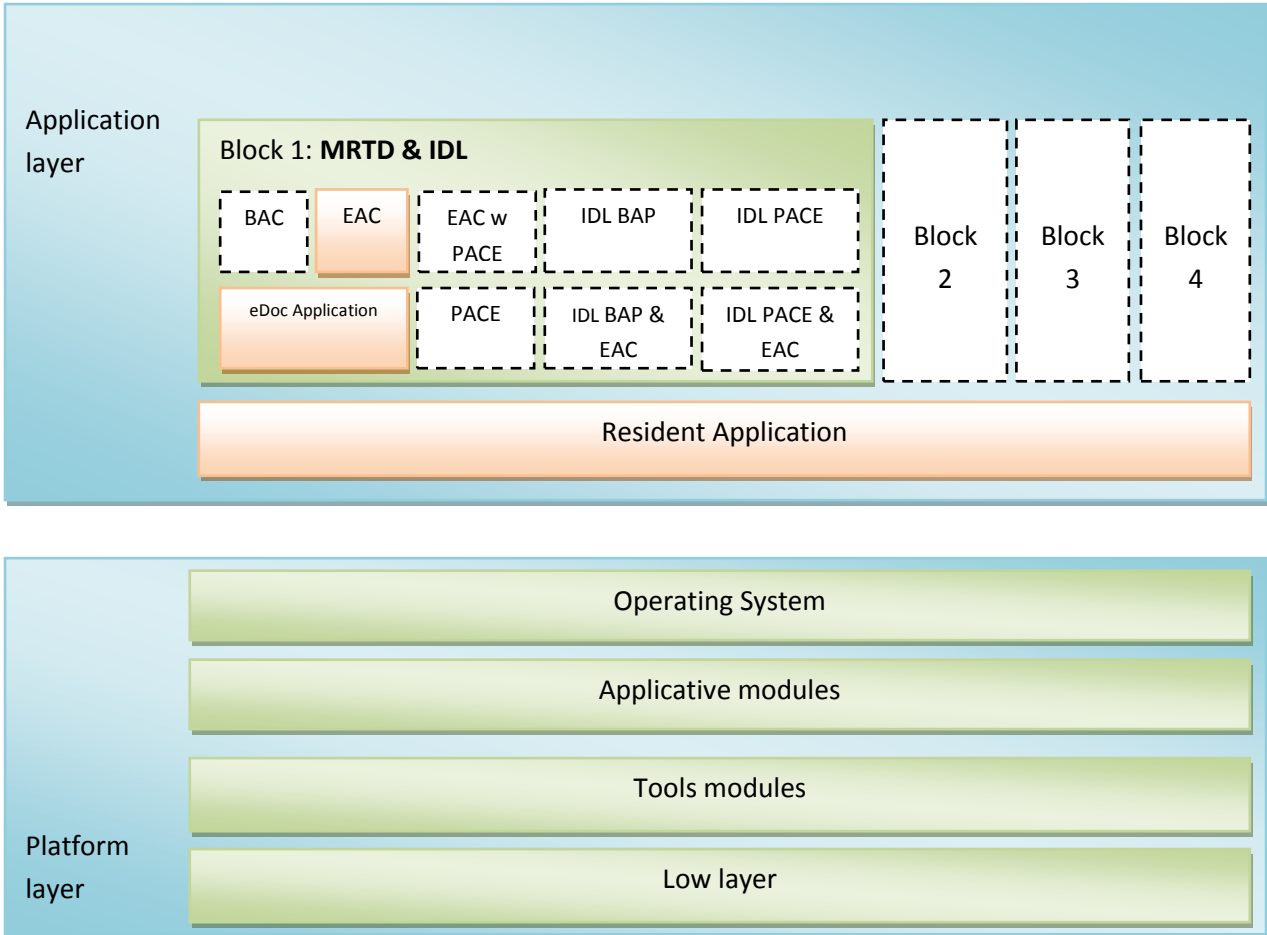 Application
layer
Block 1: MRTD & IDL
BAC
EAC
EAC w
PACE
IDL BAP
IDL PACE
eDoc Application
PACE
IDL BAP &
EAC
IDL PACE &
EAC
Block
2
Block
3
Block
4
Resident Application
Operating System
Applicative modules
Tools modules
Platform
layer
Low layer